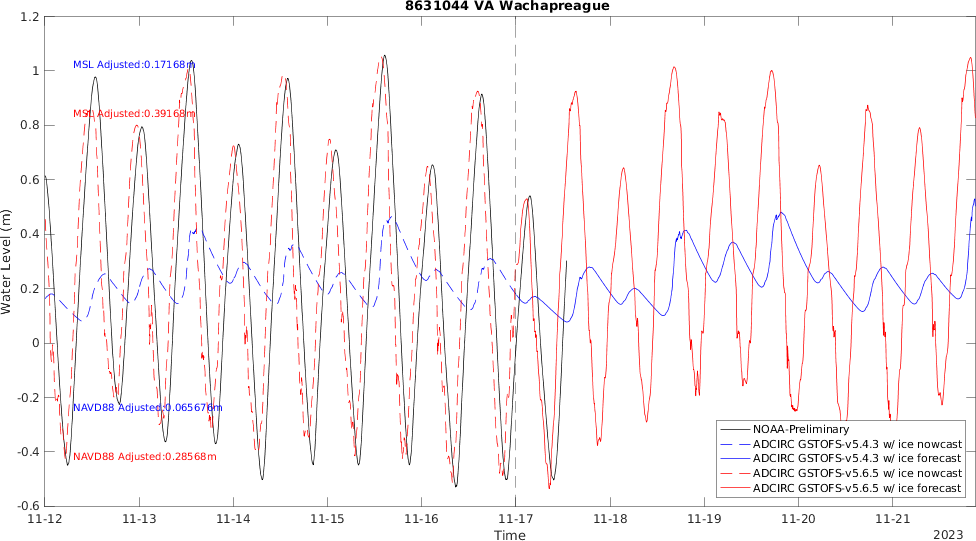 8631044 VA Wachapreague
Water Level (m)
1.2
1
0.8
0.6
0.4
0.2
0
-0.2
-0.4
-0.6
MSL Adjusted:0.17168m
MSL Adjusted:0.39168m
NAVD88 Adjusted:0.065676m
NAVD88 Adjusted:0.28568m
NOAA-Preliminary
ADCIRC GSTOFS-v5.4.3 w/ ice nowcast
ADCIRC GSTOFS-v5.4.3 w/ ice forecast
ADCIRC GSTOFS-v5.6.5 w/ ice nowcast
ADCIRC GSTOFS-v5.6.5 w/ ice forecast
11-12 11-13 11-14 11-15 11-16 11-17 11-18 11-19 11-20 11-21
Time
2023